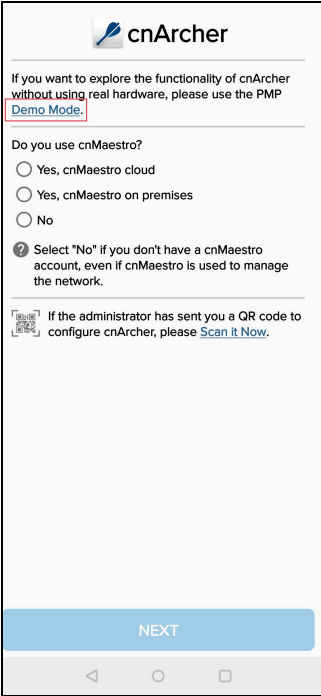 cnArcher
If you want to explore the functionality of cnArcher
without using real hardware, please use the PMP
Demo Mode.
Do you use cnMaestro?
Yes, cnMaestro cloud
Yes, cnMaestro on premises
No
? Select "No" if you don't have a cnMaestro
account, even if cnMaestro is used to manage
the network.
If the administrator has sent you a QR code to
configure cnArcher, please Scan it Now.
NEXT